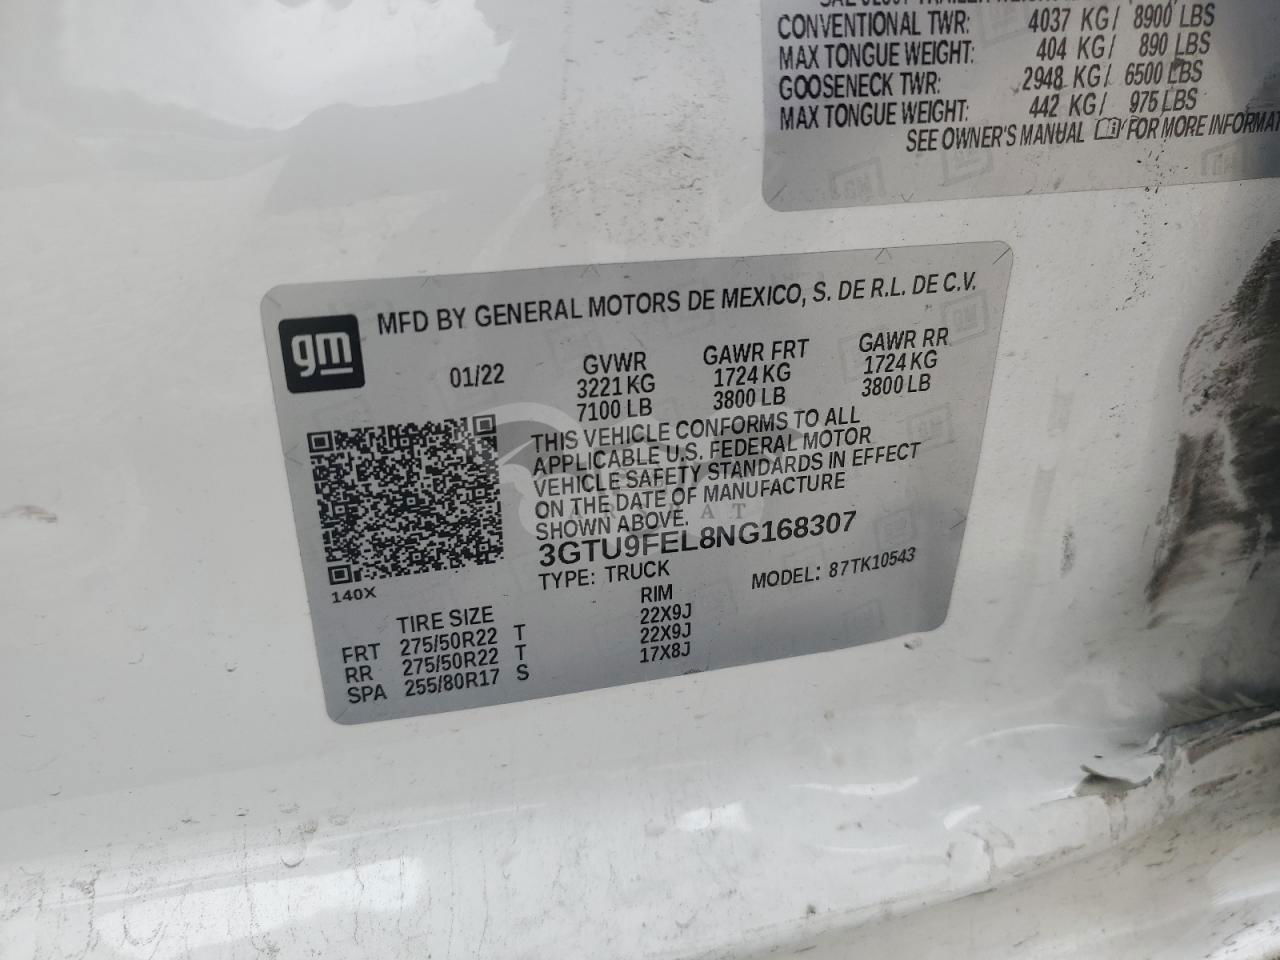 CONVENTIONAL TWR: 4037 KG/ 8900 LBS
MAX TONGUE WEIGHT: 404 KG/ 890 LBS
GOOSENECK TWR: 2948 KG/ 6500 LBS
MAX TONGUE WEIGHT: 442 KG/ 975 LBS
SEE OWNER'S MANUAL FOR MORE
gm
MFD BY GENERAL MOTORS DE MEXICO, S. DE R.L. DE C.V.
01/22 GVWR GAWR FRT GAWR RR
3221 KG 1724 KG 1724 KG
7100 LB 3800 LB 3800 LB
THIS VEHICLE CONFORMS TO ALL
APPLICABLE U.S. FEDERAL MOTOR
VEHICLE SAFETY STANDARDS IN EFFECT
ON THE DATE OF MANUFACTURE
SHOWN ABOVE.
3GTU9FEL8NG168307
TYPE: TRUCK MODEL: 87TK10543
140X
TIRE SIZE RIM
FRT 275/50R22 T 22X9J
RR 275/50R22 T 22X9J
SPA 255/80R17 S 17X8J